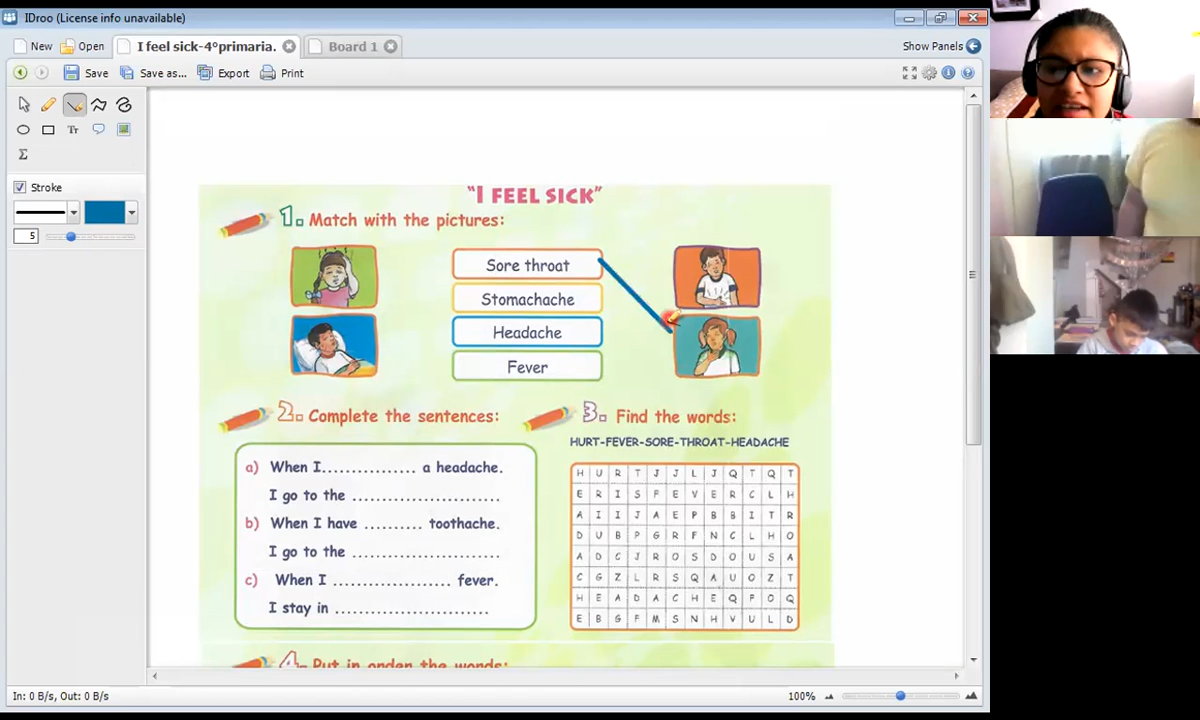 IDroo (License info unavailable)
New Open I feel sick-4°primaria. Board 1 Show Panels
Save Save as... Export Print
Tт
Σ
Stroke
5
"I FEEL SICK"
1. Match with the pictures:
Sore throat
Stomachache
Headache
Fever
2. Complete the sentences:
a) When I............... a headache.
I go to the ........................
b) When I have ......... toothache.
I go to the ........................
c) When I ................... fever.
I stay in .........................
3. Find the words:
HURT-FEVER-SORE-THROAT-HEADACHE
H U R T J J L J Q T Q T
E R I S F E V E R C L H
A I I J A E P B B I T R
D U B P G R F N C L H O
A D C J R O S D O U S A
C G Z L R S Q A U O Z T
H E A D A C H E Q F O Q
E B G F M S N H V U L D
4. Put in order the words:
In: 0 B/s, Out: 0 B/s 100%